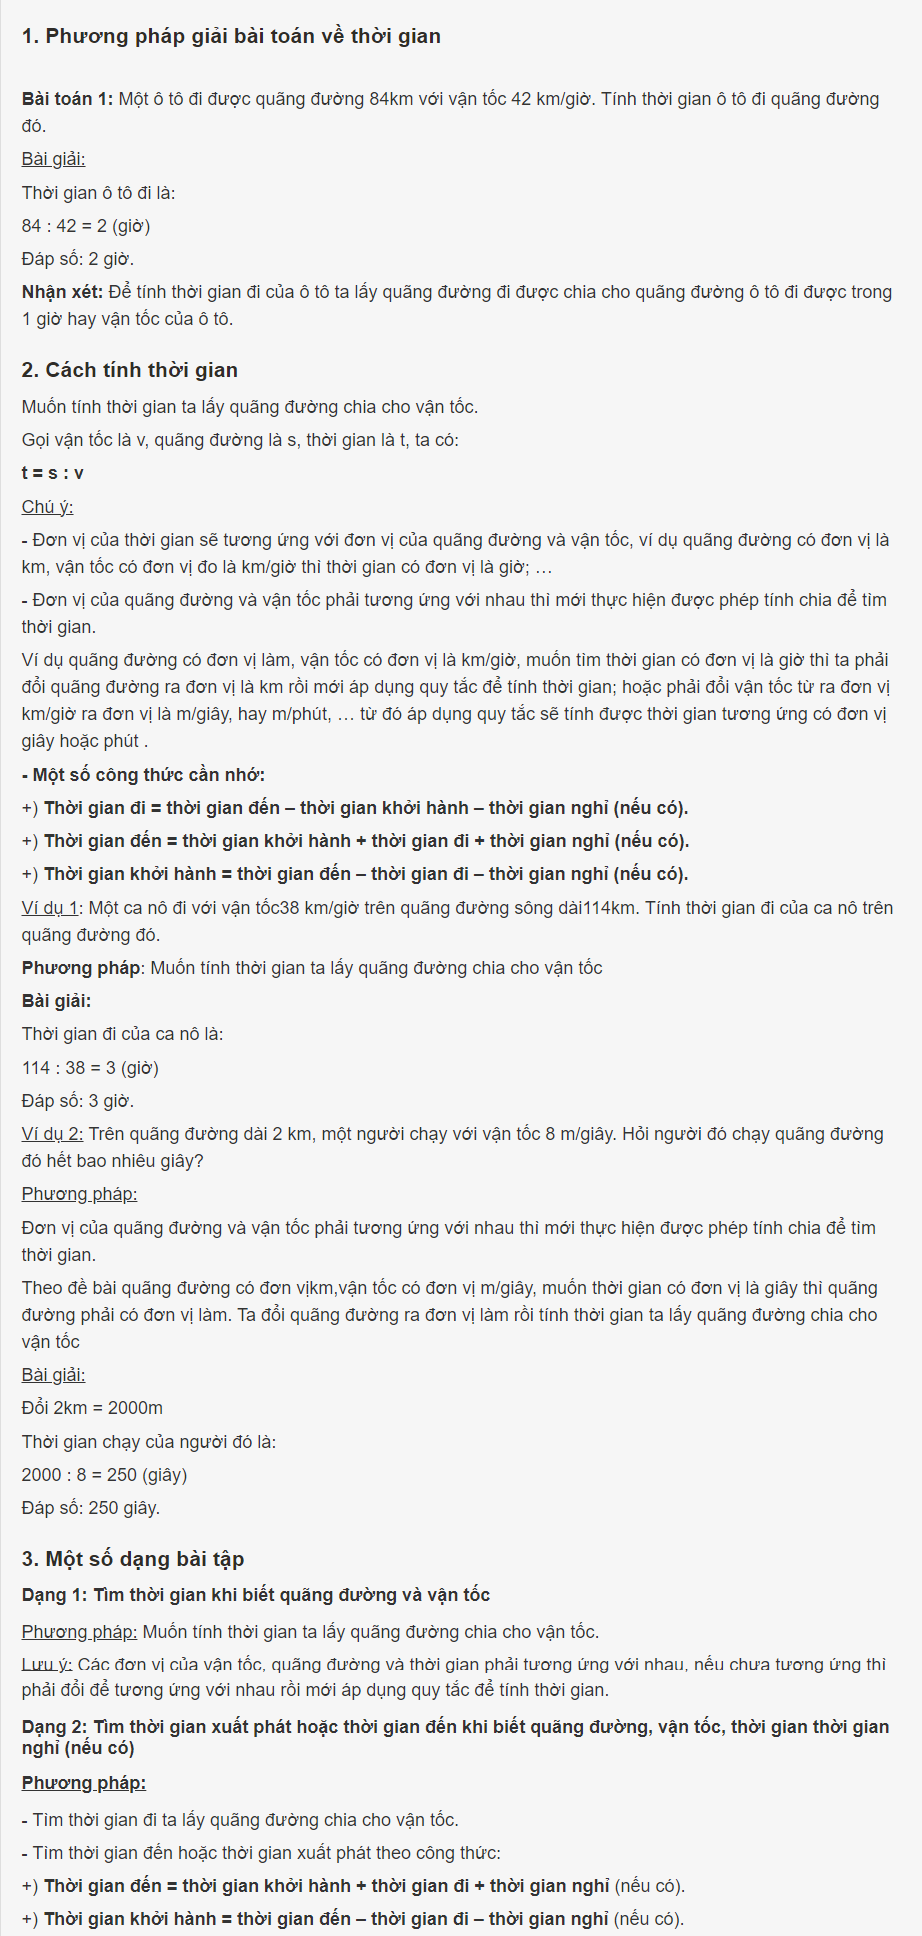 1. Phương pháp giải bài toán về thời gian
Bài toán 1: Một ô tô đi được quãng đường 84km với vận tốc 42 km/giờ. Tính thời gian ô tô đi quãng đường
đó.
Bài giải:
Thời gian ô tô đi là:
84 : 42 = 2 (giờ)
Đáp số: 2 giờ.
Nhận xét: Để tính thời gian đi của ô tô ta lấy quãng đường đi được chia cho quãng đường ô tô đi được trong
1 giờ hay vận tốc của ô tô.
2. Cách tính thời gian
Muốn tính thời gian ta lấy quãng đường chia cho vận tốc.
Gọi vận tốc là v, quãng đường là s, thời gian là t, ta có:
t = s : v
Chú ý:
- Đơn vị của thời gian sẽ tương ứng với đơn vị của quãng đường và vận tốc, ví dụ quãng đường có đơn vị là
km, vận tốc có đơn vị đo là km/giờ thì thời gian có đơn vị là giờ; …
- Đơn vị của quãng đường và vận tốc phải tương ứng với nhau thì mới thực hiện được phép tính chia để tìm
thời gian.
Ví dụ quãng đường có đơn vị làm, vận tốc có đơn vị là km/giờ, muốn tìm thời gian có đơn vị là giờ thì ta phải
đổi quãng đường ra đơn vị là km rồi mới áp dụng quy tắc để tính thời gian; hoặc phải đổi vận tốc từ ra đơn vị
km/giờ ra đơn vị là m/giây, hay m/phút, … từ đó áp dụng quy tắc sẽ tính được thời gian tương ứng có đơn vị
giây hoặc phút .
- Một số công thức cần nhớ:
+) Thời gian đi = thời gian đến – thời gian khởi hành – thời gian nghỉ (nếu có).
+) Thời gian đến = thời gian khởi hành + thời gian đi + thời gian nghỉ (nếu có).
+) Thời gian khởi hành = thời gian đến – thời gian đi – thời gian nghỉ (nếu có).
Ví dụ 1: Một ca nô đi với vận tốc38 km/giờ trên quãng đường sông dài114km. Tính thời gian đi của ca nô trên
quãng đường đó.
Phương pháp: Muốn tính thời gian ta lấy quãng đường chia cho vận tốc
Bài giải:
Thời gian đi của ca nô là:
114 : 38 = 3 (giờ)
Đáp số: 3 giờ.
Ví dụ 2: Trên quãng đường dài 2 km, một người chạy với vận tốc 8 m/giây. Hỏi người đó chạy quãng đường
đó hết bao nhiêu giây?
Phương pháp:
Đơn vị của quãng đường và vận tốc phải tương ứng với nhau thì mới thực hiện được phép tính chia để tìm
thời gian.
Theo đề bài quãng đường có đơn vịkm,vận tốc có đơn vị m/giây, muốn thời gian có đơn vị là giây thì quãng
đường phải có đơn vị làm. Ta đổi quãng đường ra đơn vị làm rồi tính thời gian ta lấy quãng đường chia cho
vận tốc
Bài giải:
Đổi 2km = 2000m
Thời gian chạy của người đó là:
2000 : 8 = 250 (giây)
Đáp số: 250 giây.
3. Một số dạng bài tập
Dạng 1: Tìm thời gian khi biết quãng đường và vận tốc
Phương pháp: Muốn tính thời gian ta lấy quãng đường chia cho vận tốc.
Lưu ý: Các đơn vị của vận tốc, quãng đường và thời gian phải tương ứng với nhau, nếu chưa tương ứng thì
phải đổi để tương ứng với nhau rồi mới áp dụng quy tắc để tính thời gian.
Dạng 2: Tìm thời gian xuất phát hoặc thời gian đến khi biết quãng đường, vận tốc, thời gian thời gian
nghỉ (nếu có)
Phương pháp:
- Tìm thời gian đi ta lấy quãng đường chia cho vận tốc.
- Tìm thời gian đến hoặc thời gian xuất phát theo công thức:
+) Thời gian đến = thời gian khởi hành + thời gian đi + thời gian nghỉ (nếu có).
+) Thời gian khởi hành = thời gian đến – thời gian đi – thời gian nghỉ (nếu có).